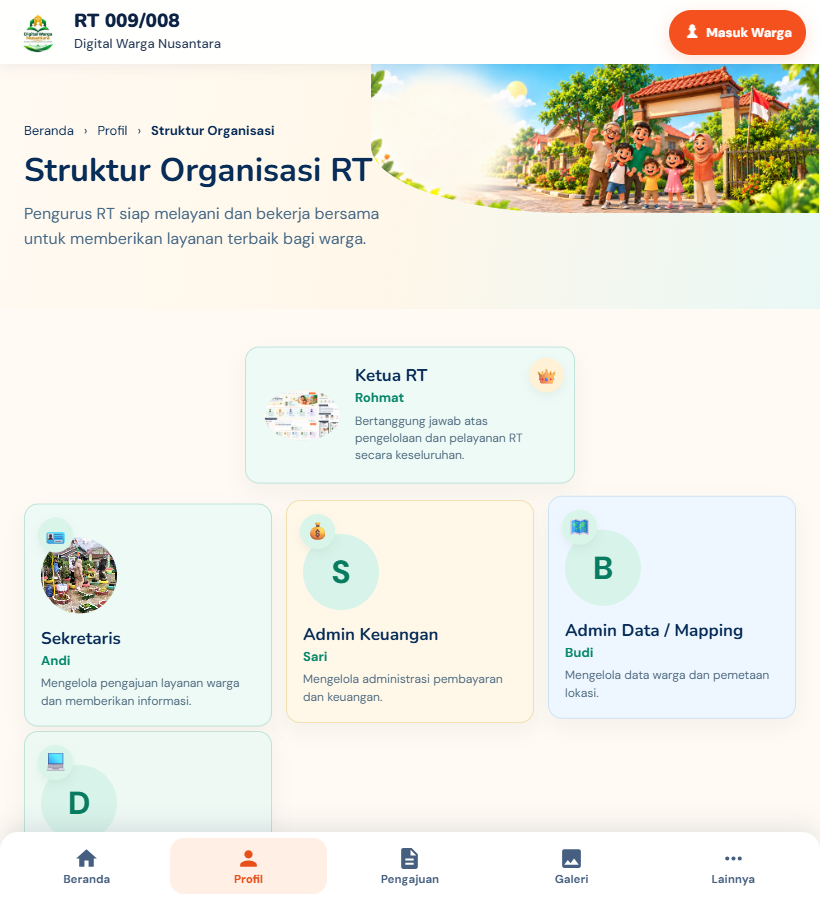 RT 009/008
Digital Warga Nusantara
Masuk Warga
Beranda › Profil › Struktur Organisasi
Struktur Organisasi RT
Pengurus RT siap melayani dan bekerja bersama
untuk memberikan layanan terbaik bagi warga.
Ketua RT
Rohmat
Bertanggung jawab atas
pengelolaan dan pelayanan RT
secara keseluruhan.
Sekretaris
Andi
Mengelola pengajuan layanan warga
dan memberikan informasi.
S
Admin Keuangan
Sari
Mengelola administrasi pembayaran
dan keuangan.
B
Admin Data / Mapping
Budi
Mengelola data warga dan pemetaan
lokasi.
D
Beranda
Profil
Pengajuan
Galeri
Lainnya